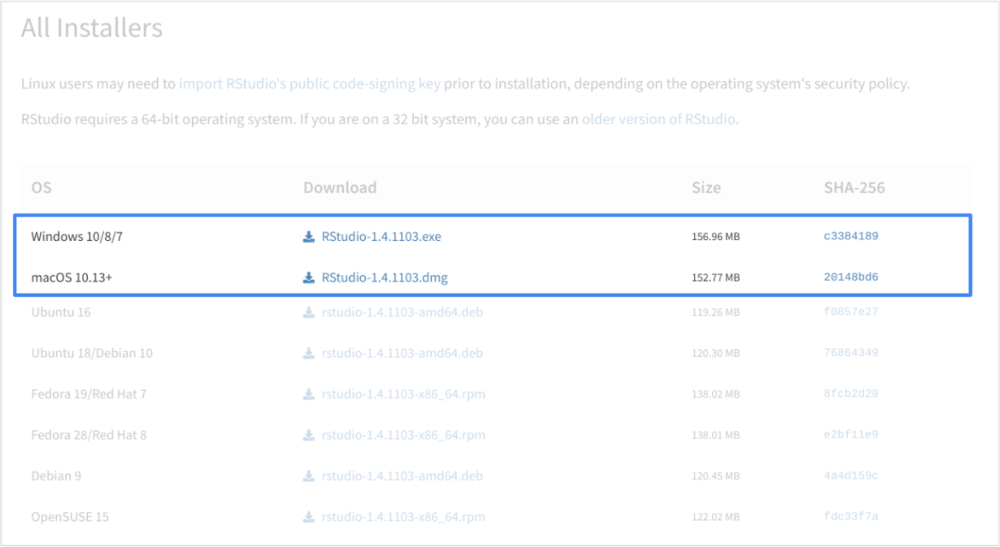 All Installers
Linux users may need to import RStudio's public code-signing key prior to installation, depending on the operating system's security policy.
RStudio requires a 64-bit operating system. If you are on a 32 bit system, you can use an older version of RStudio.
OS Download Size SHA-256
Windows 10/8/7 RStudio-1.4.1103.exe 156.96 MB c3384189
macOS 10.13+ RStudio-1.4.1103.dmg 152.77 MB 20148bd6
Ubuntu 16 rstudio-1.4.1103-amd64.deb 119.26 MB f0857e27
Ubuntu 18/Debian 10 rstudio-1.4.1103-amd64.deb 120.30 MB 76864349
Fedora 19/Red Hat 7 rstudio-1.4.1103-x86_64.rpm 138.02 MB 8fcb2d29
Fedora 28/Red Hat 8 rstudio-1.4.1103-x86_64.rpm 138.01 MB e2bf11e9
Debian 9 rstudio-1.4.1103-amd64.deb 120.45 MB 4a4d159c
OpenSUSE 15 rstudio-1.4.1103-x86_64.rpm 122.02 MB fdc33f7a